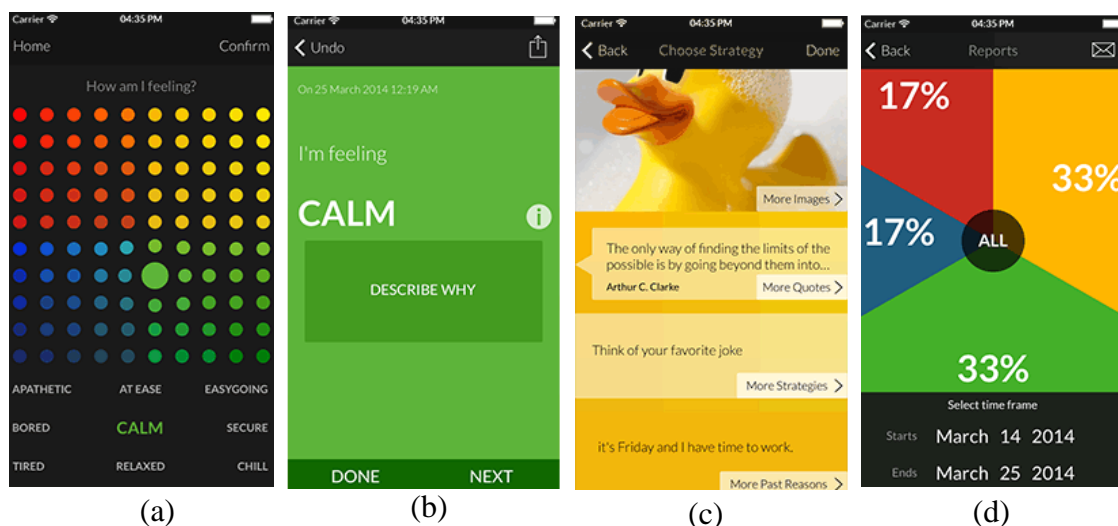 Carrier 04:35 PM
Home Confirm
How am I feeling?
APATHETIC AT EASE EASYGOING
BORED CALM SECURE
TIRED RELAXED CHILL
(a)
Carrier 04:35 PM
Undo
On 25 March 2014 12:19 AM
I'm feeling
CALM
i
DESCRIBE WHY
DONE NEXT
(b)
Carrier 04:35 PM
Back Choose Strategy Done
More Images
The only way of finding the limits of the
possible is by going beyond them into...
Arthur C. Clarke
More Quotes
Think of your favorite joke
More Strategies
it's Friday and I have time to work.
More Past Reasons
(c)
Carrier 04:35 PM
Back Reports
17%
33%
17%
ALL
33%
Select time frame
Starts March 14 2014
Ends March 25 2014
(d)